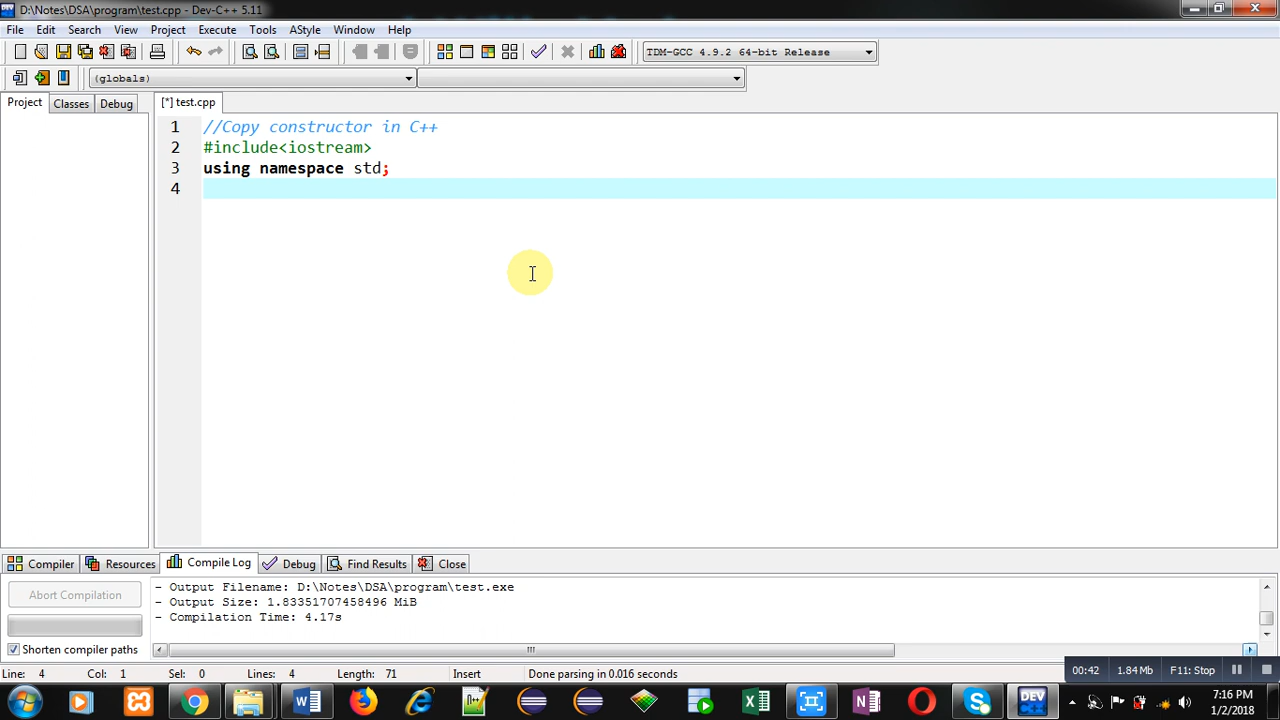 D:\Notes\DSA\program\test.cpp - Dev-C++ 5.11
File Edit Search View Project Execute Tools AStyle Window Help
TDM-GCC 4.9.2 64-bit Release
(globals)
Project Classes Debug [*] test.cpp
1 //Copy constructor in C++
2 #include<iostream>
3 using namespace std;
4
Compiler Resources Compile Log Debug Find Results Close
Abort Compilation
- Output Filename: D:\Notes\DSA\program\test.exe
- Output Size: 1.83351707458496 MiB
- Compilation Time: 4.17s
Shorten compiler paths
Line: 4 Col: 1 Sel: 0 Lines: 4 Length: 71 Insert Done parsing in 0.016 seconds
00:42 1.84 Mb F11: Stop
DEV
7:16 PM
1/2/2018